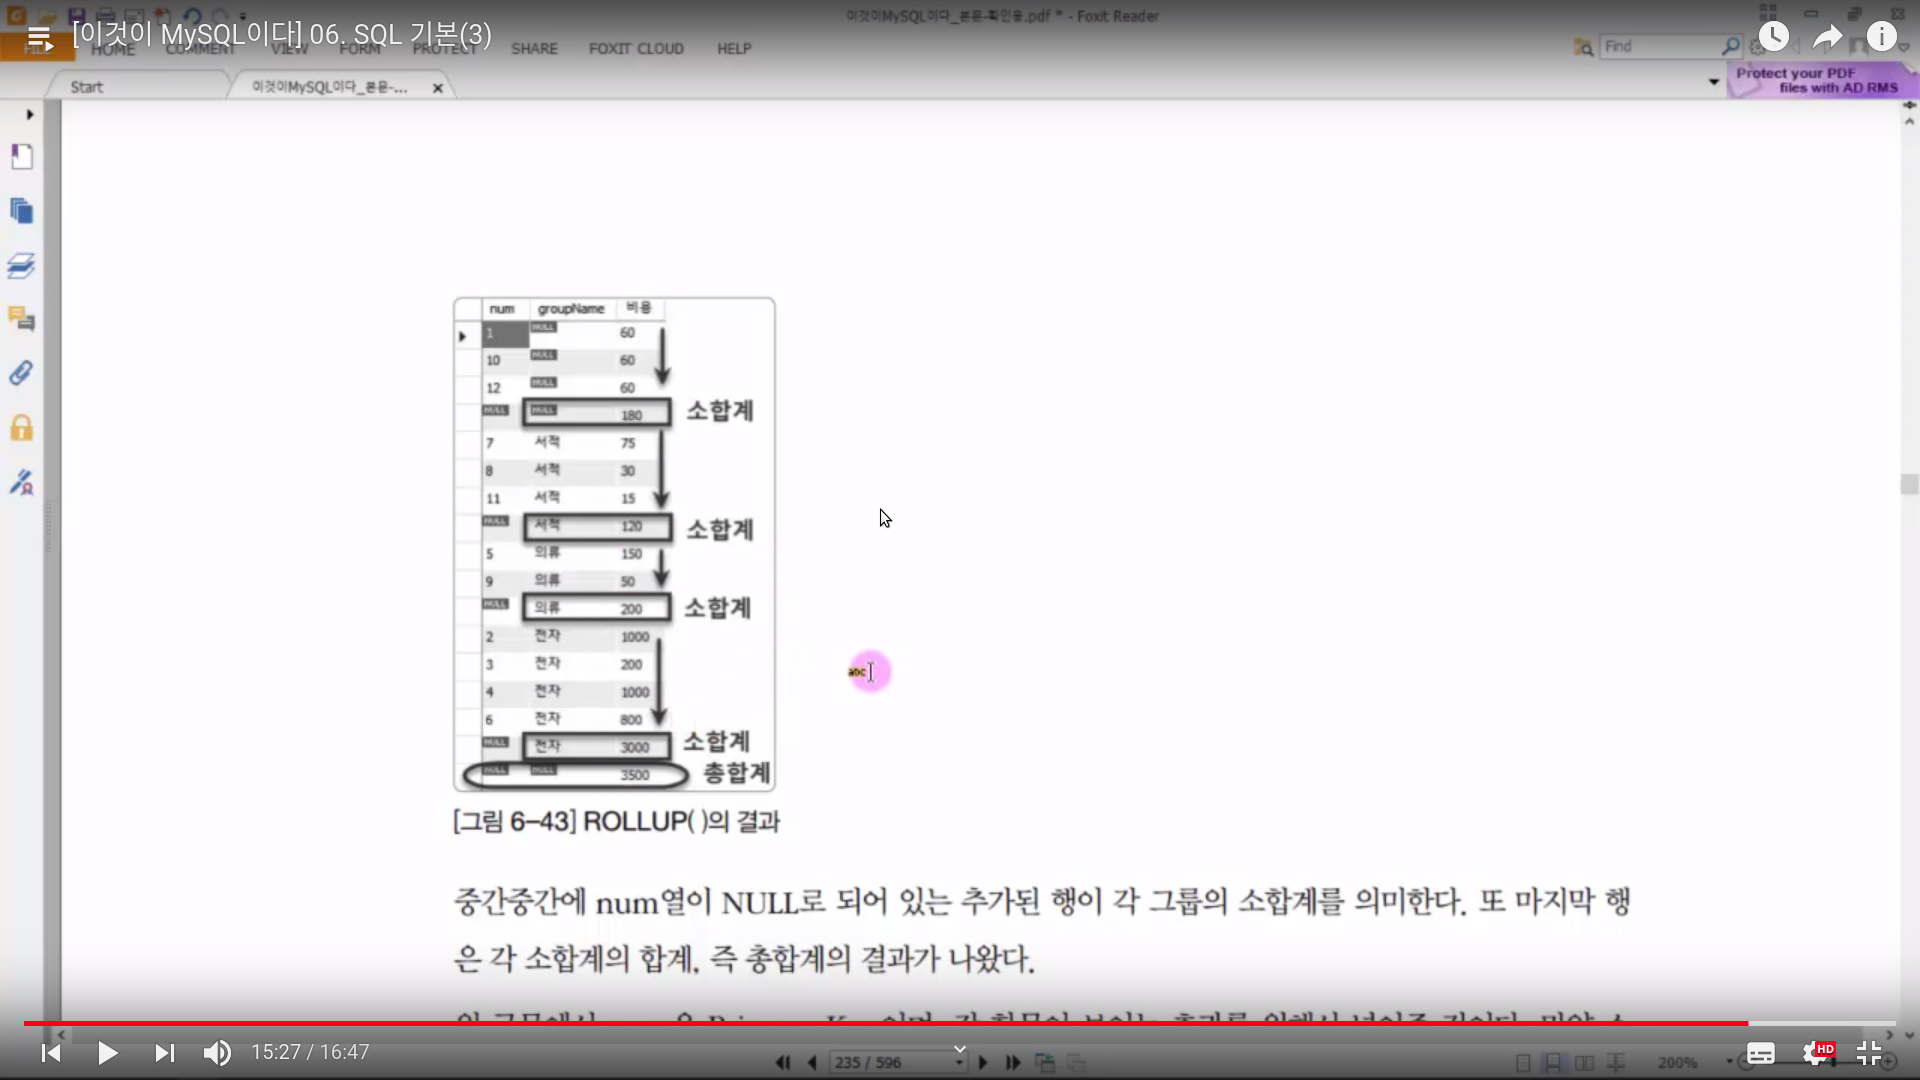 이것이MySQL이다_본문-확인용.pdf * - Foxit Reader
[이것이 MySQL이다] 06. SQL 기본(3)
HOME COMMENT VIEW FORM PROTECT SHARE FOXIT CLOUD HELP
Find
Start
이것이MySQL이다_본문-...
Protect your PDF
files with AD RMS
num groupName 비용
1 NULL 60
10 NULL 60
12 NULL 60
NULL NULL 180 소합계
7 서적 75
8 서적 30
11 서적 15
NULL 서적 120 소합계
5 의류 150
9 의류 50
NULL 의류 200 소합계
2 전자 1000
3 전자 200
4 전자 1000
6 전자 800
NULL 전자 3000 소합계
NULL NULL 3500 총합계
abc
[그림 6-43] ROLLUP( )의 결과
중간중간에 num열이 NULL로 되어 있는 추가된 행이 각 그룹의 소합계를 의미한다. 또 마지막 행
은 각 소합계의 합계, 즉 총합계의 결과가 나왔다.
15:27 / 16:47
235 / 596
200%
HD